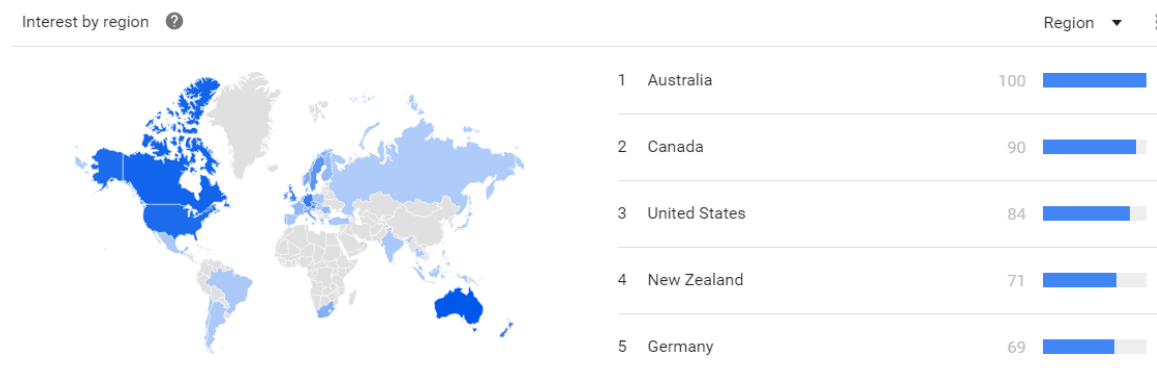 Interest by region ?
Region
1 Australia 100
2 Canada 90
3 United States 84
4 New Zealand 71
5 Germany 69